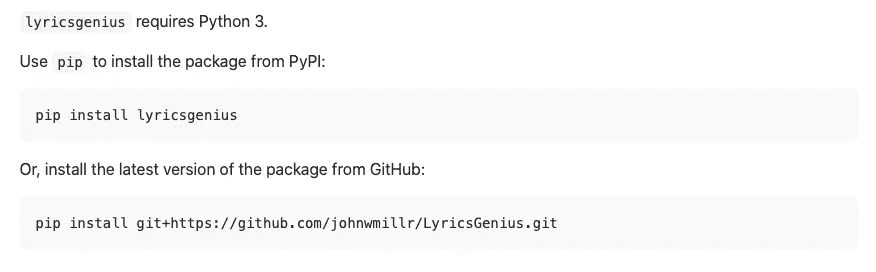 lyricsgenius requires Python 3.
Use pip to install the package from PyPI:
pip install lyricsgenius
Or, install the latest version of the package from GitHub:
pip install git+https://github.com/johnwmillr/LyricsGenius.git